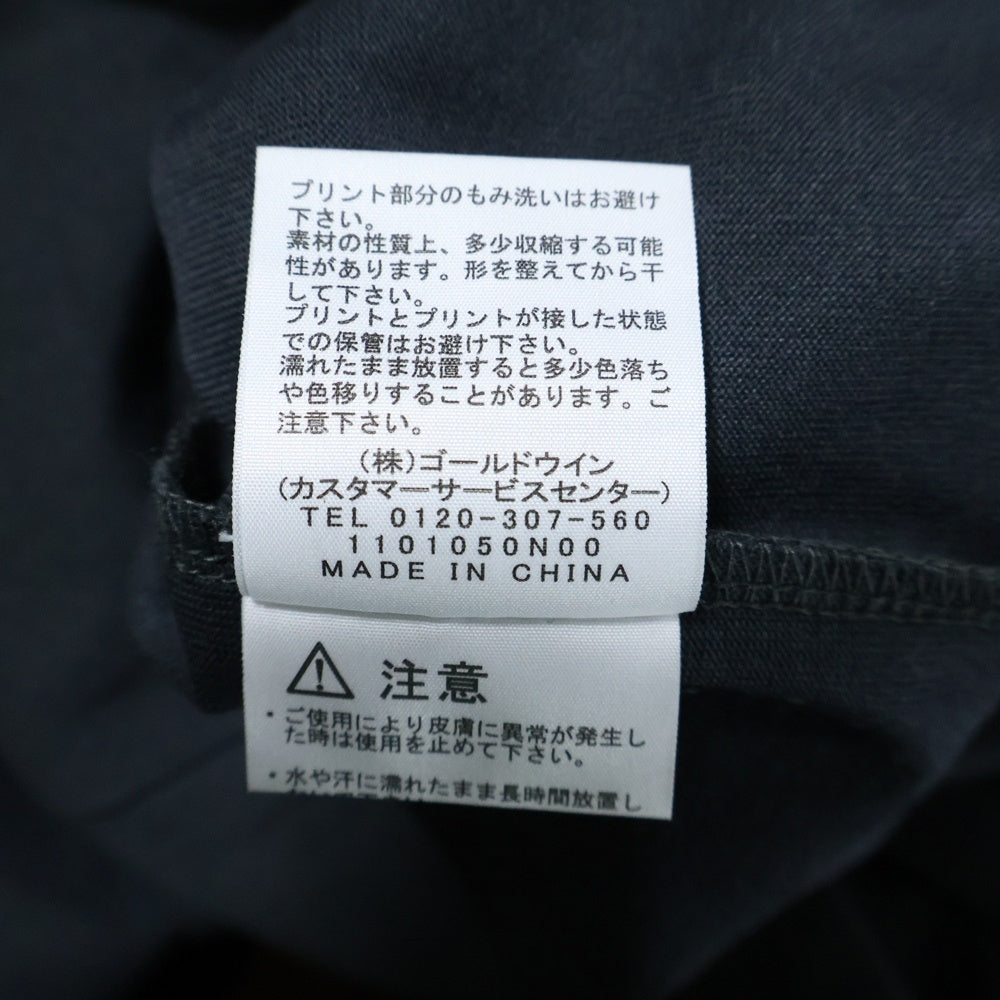 プリント部分のもみ洗いはお避け
下さい。
素材の性質上、多少収縮する可能
性があります。形を整えてから干
して下さい。
プリントとプリントが接した状態
での保管はお避け下さい。
濡れたまま放置すると多少色落ち
や色移りすることがあります。ご
注意下さい。
(株)ゴールドウイン
(カスタマーサービスセンター)
TEL 0120-307-560
1101050N00
MADE IN CHINA
注意
・ご使用により皮膚に異常が発生し
た時は使用を止めて下さい。
・水や汗に濡れたまま長時間放置し